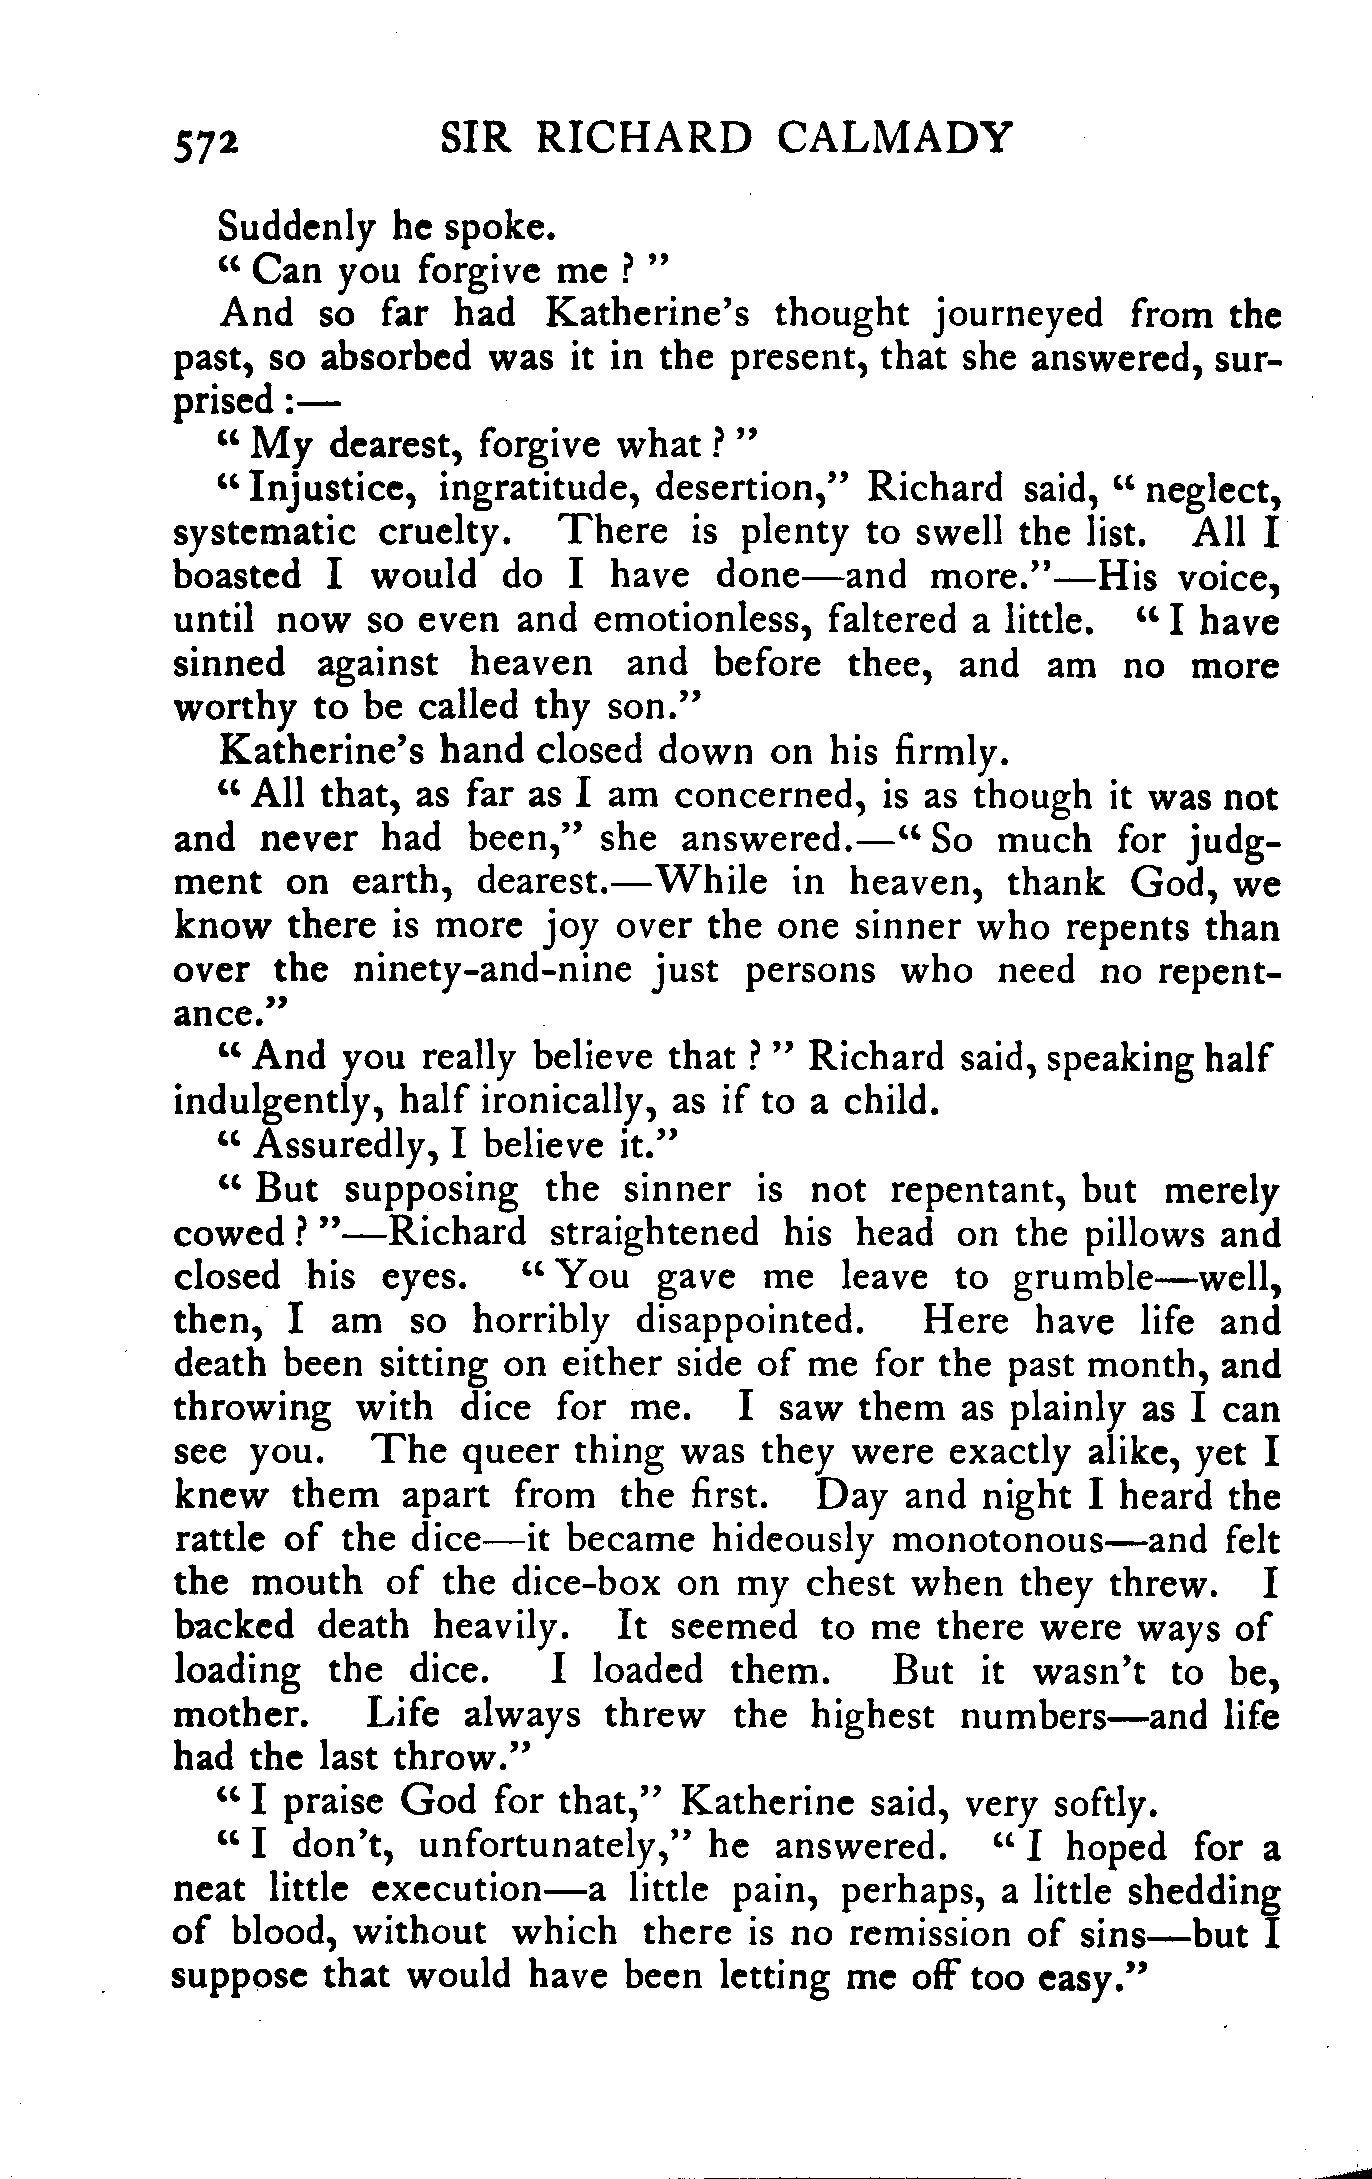 572 SIR RICHARD CALMADY
Suddenly he spoke.
“ Can you forgive me ? ”
And so far had Katherine’s thought journeyed from the
past, so absorbed was it in the present, that she answered, sur-
prised :—
“ My dearest, forgive what ? ”
“ Injustice, ingratitude, desertion,” Richard said, “ neglect,
systematic cruelty. There is plenty to swell the list. All I
boasted I would do I have done—and more.”—His voice,
until now so even and emotionless, faltered a little. “ I have
sinned against heaven and before thee, and am no more
worthy to be called thy son.”
Katherine’s hand closed down on his firmly.
“ All that, as far as I am concerned, is as though it was not
and never had been,” she answered.—“ So much for judg-
ment on earth, dearest.—While in heaven, thank God, we
know there is more joy over the one sinner who repents than
over the ninety-and-nine just persons who need no repent-
ance.”
“ And you really believe that ? ” Richard said, speaking half
indulgently, half ironically, as if to a child.
“ Assuredly, I believe it.”
“ But supposing the sinner is not repentant, but merely
cowed ? ”—Richard straightened his head on the pillows and
closed his eyes. “ You gave me leave to grumble—well,
then, I am so horribly disappointed. Here have life and
death been sitting on either side of me for the past month, and
throwing with dice for me. I saw them as plainly as I can
see you. The queer thing was they were exactly alike, yet I
knew them apart from the first. Day and night I heard the
rattle of the dice—it became hideously monotonous—and felt
the mouth of the dice-box on my chest when they threw. I
backed death heavily. It seemed to me there were ways of
loading the dice. I loaded them. But it wasn’t to be,
mother. Life always threw the highest numbers—and life
had the last throw.”
“ I praise God for that,” Katherine said, very softly.
“ I don’t, unfortunately,” he answered. “ I hoped for a
neat little execution—a little pain, perhaps, a little shedding
of blood, without which there is no remission of sins—but I
suppose that would have been letting me off too easy.”